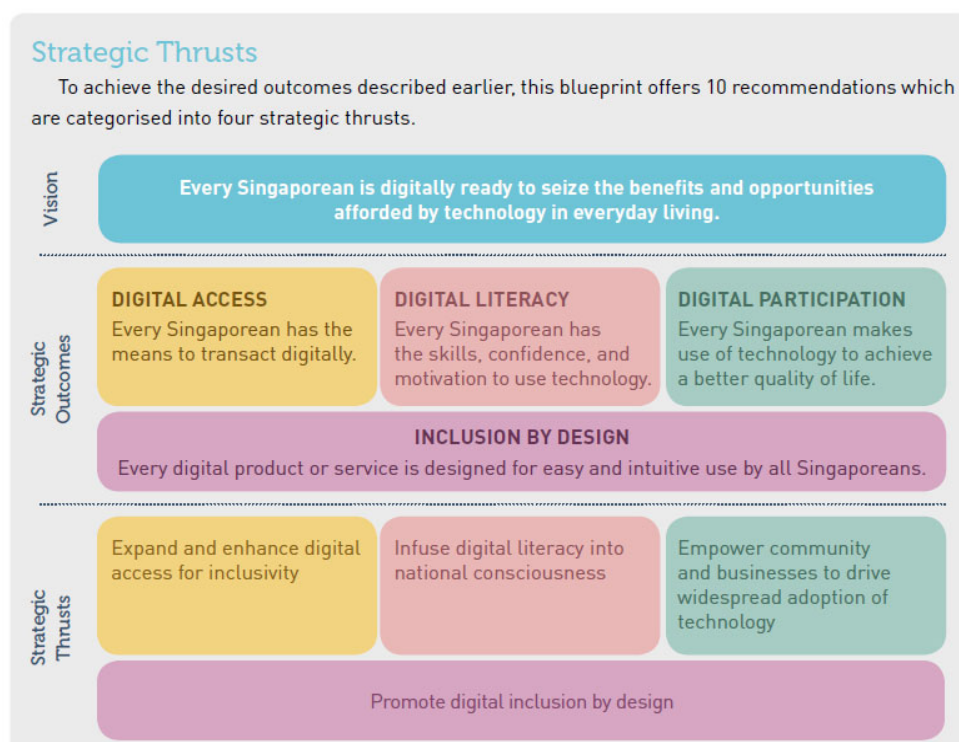 Strategic Thrusts
To achieve the desired outcomes described earlier, this blueprint offers 10 recommendations which
are categorised into four strategic thrusts.
Vision
Every Singaporean is digitally ready to seize the benefits and opportunities
afforded by technology in everyday living.
Strategic
Outcomes
DIGITAL ACCESS
Every Singaporean has the
means to transact digitally.
DIGITAL LITERACY
Every Singaporean has
the skills, confidence, and
motivation to use technology.
DIGITAL PARTICIPATION
Every Singaporean makes
use of technology to achieve
a better quality of life.
INCLUSION BY DESIGN
Every digital product or service is designed for easy and intuitive use by all Singaporeans.
Strategic
Thrusts
Expand and enhance digital
access for inclusivity
Infuse digital literacy into
national consciousness
Empower community
and businesses to drive
widespread adoption of
technology
Promote digital inclusion by design